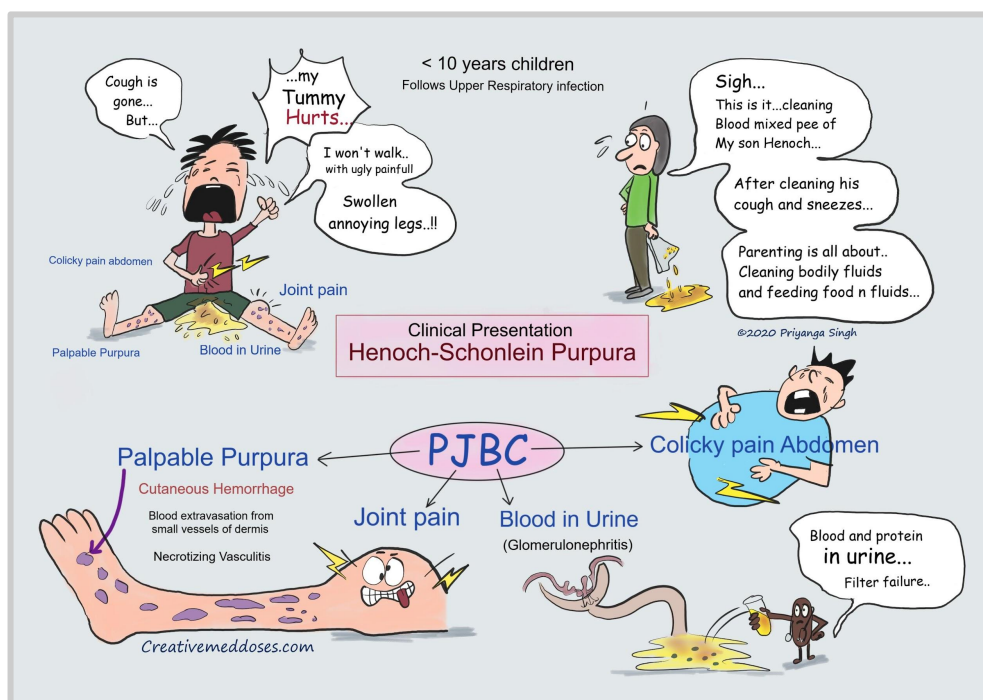 Cough is
gone...
But...
...my
Tummy
Hurts...
I won't walk..
with ugly painfull
Swollen
annoying legs..!!
< 10 years children
Follows Upper Respiratory infection
Sigh...
This is it...cleaning
Blood mixed pee of
My son Henoch...
After cleaning his
cough and sneezes...
Parenting is all about..
Cleaning bodily fluids
and feeding food n fluids...
©2020 Priyanga Singh
Colicky pain abdomen
Joint pain
Palpable Purpura
Blood in Urine
Clinical Presentation
Henoch-Schonlein Purpura
PJBC
Palpable Purpura
Cutaneous Hemorrhage
Blood extravasation from
small vessels of dermis
Necrotizing Vasculitis
Joint pain
Blood in Urine
(Glomerulonephritis)
Colicky pain Abdomen
Blood and protein
in urine...
Filter failure..
Creativemeddoses.com